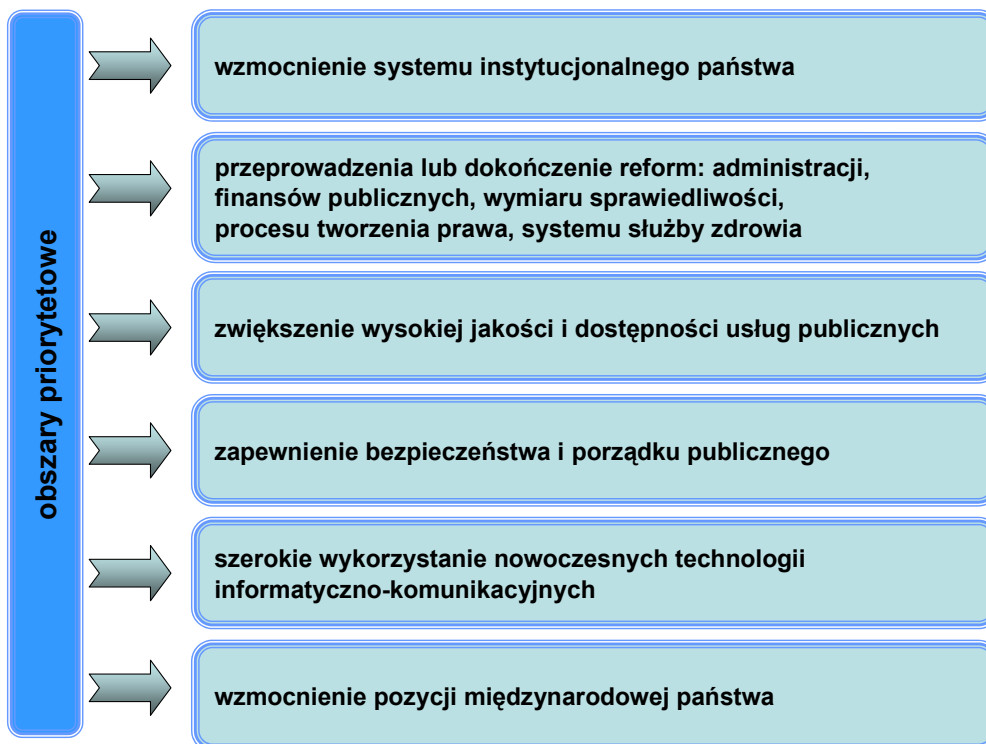 obszary priorytetowe
wzmocnienie systemu instytucjonalnego państwa
przeprowadzenia lub dokończenie reform: administracji,
finansów publicznych, wymiaru sprawiedliwości,
procesu tworzenia prawa, systemu służby zdrowia
zwiększenie wysokiej jakości i dostępności usług publicznych
zapewnienie bezpieczeństwa i porządku publicznego
szerokie wykorzystanie nowoczesnych technologii
informatyczno-komunikacyjnych
wzmocnienie pozycji międzynarodowej państwa